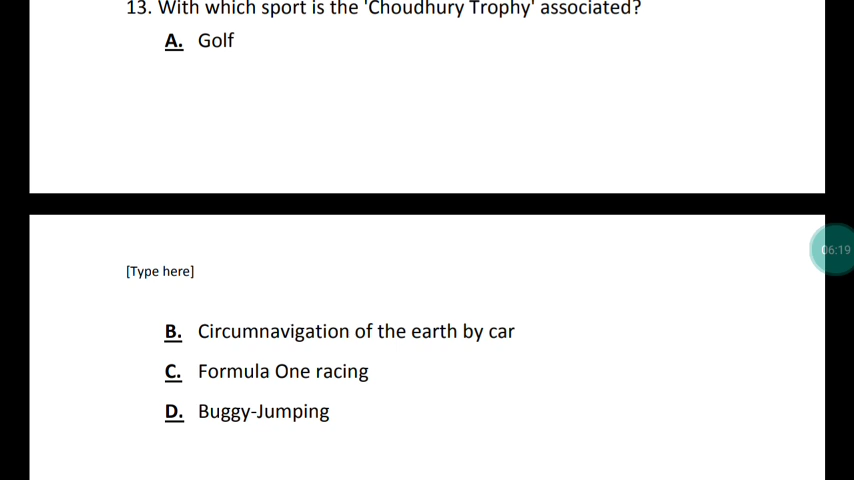 13. With which sport is the 'Choudhury Trophy' associated?
A. Golf
06:19
[Type here]
B. Circumnavigation of the earth by car
C. Formula One racing
D. Buggy-Jumping